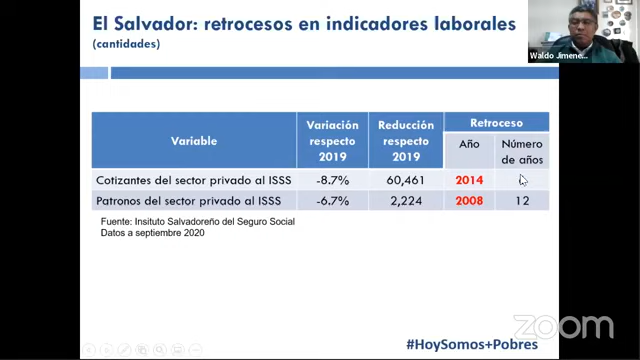 El Salvador: retrocesos en indicadores laborales
(cantidades)
Waldo Jimene...
Variable
Variación respecto 2019
Reducción respecto 2019
Retroceso
Año
Número de años
Cotizantes del sector privado al ISSS -8.7% 60,461 2014
Patronos del sector privado al ISSS -6.7% 2,224 2008 12
Fuente: Insituto Salvadoreño del Seguro Social
Datos a septiembre 2020
zoom
#HoySomos+Pobres